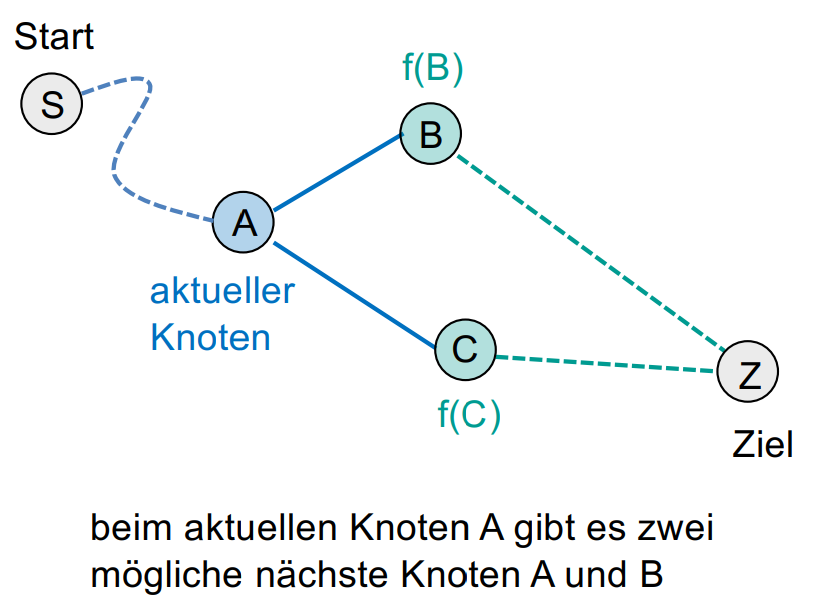 Start
S
f(B)
B
A
aktueller
Knoten
C
f(C)
Z
Ziel
beim aktuellen Knoten A gibt es zwei
mögliche nächste Knoten A und B